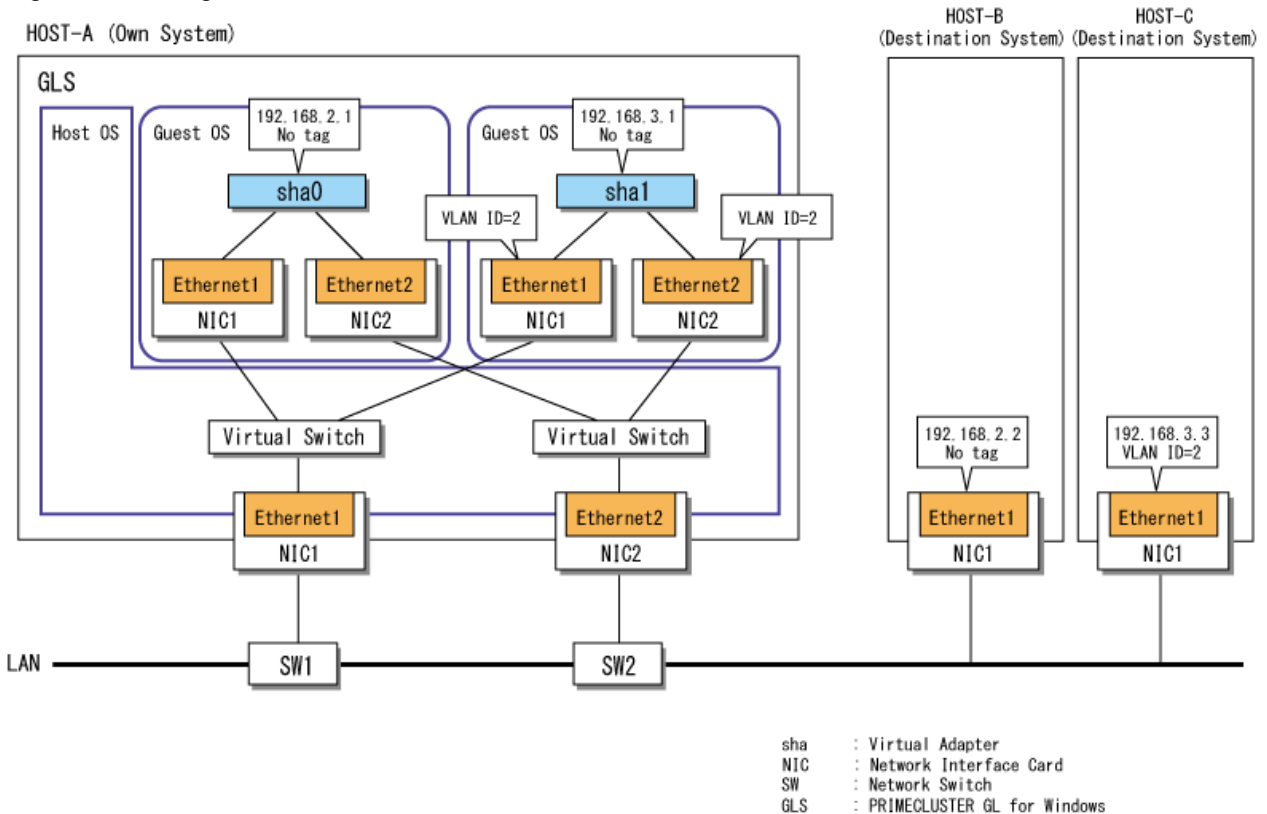 HOST-A (Own System)
HOST-B
(Destination System)
HOST-C
(Destination System)
GLS
Host OS
Guest OS
192.168.2.1
No tag
sha0
Ethernet1
NIC1
Ethernet2
NIC2
Guest OS
192.168.3.1
No tag
sha1
VLAN ID=2
VLAN ID=2
Ethernet1
NIC1
Ethernet2
NIC2
Virtual Switch
Virtual Switch
Ethernet1
NIC1
Ethernet2
NIC2
192.168.2.2
No tag
Ethernet1
NIC1
192.168.3.3
VLAN ID=2
Ethernet1
NIC1
LAN
SW1
SW2
sha : Virtual Adapter
NIC : Network Interface Card
SW : Network Switch
GLS : PRIMECLUSTER GL for Windows